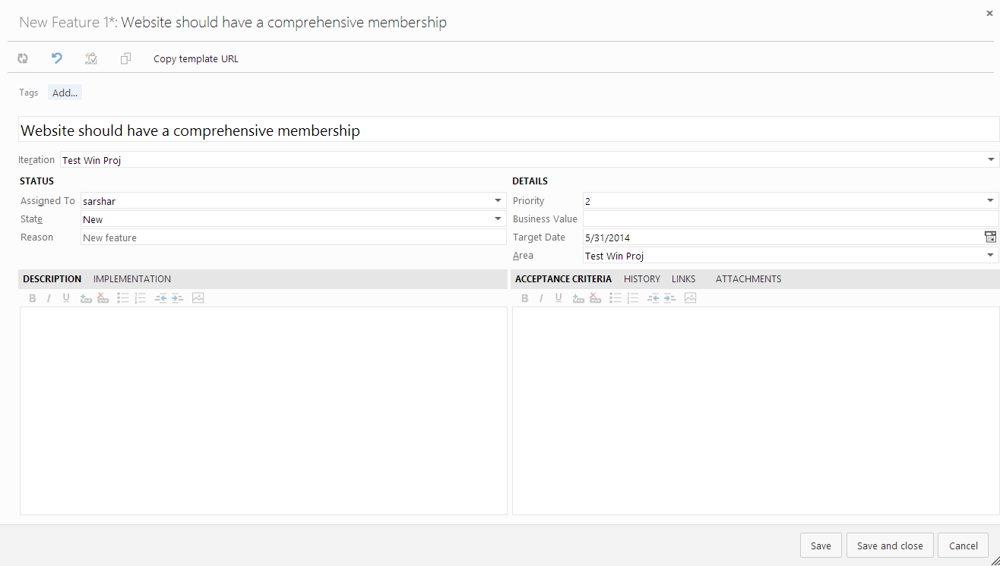 New Feature 1*: Website should have a comprehensive membership
Copy template URL
Tags Add...
Website should have a comprehensive membership
Iteration Test Win Proj
STATUS
Assigned To sarshar
State New
Reason New feature
DETAILS
Priority 2
Business Value
Target Date 5/31/2014
Area Test Win Proj
DESCRIPTION IMPLEMENTATION
B I U
ACCEPTANCE CRITERIA HISTORY LINKS ATTACHMENTS
B I U
Save Save and close Cancel